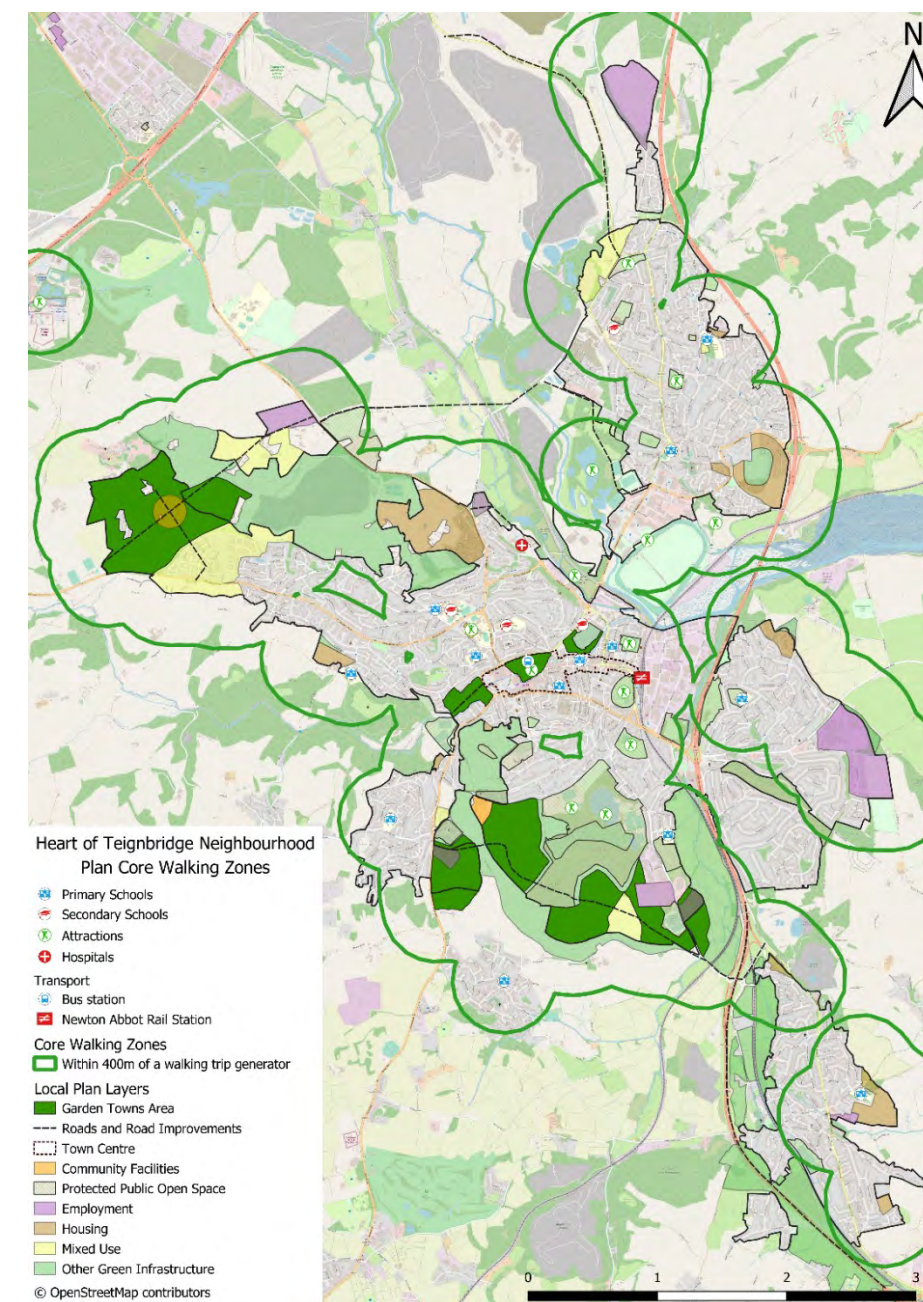 N
Heart of Teignbridge Neighbourhood
Plan Core Walking Zones
Primary Schools
Secondary Schools
Attractions
Hospitals
Transport
Bus station
Newton Abbot Rail Station
Core Walking Zones
Within 400m of a walking trip generator
Local Plan Layers
Garden Towns Area
Roads and Road Improvements
Town Centre
Community Facilities
Protected Public Open Space
Employment
Housing
Mixed Use
Other Green Infrastructure
© OpenStreetMap contributors
0 1 2 3